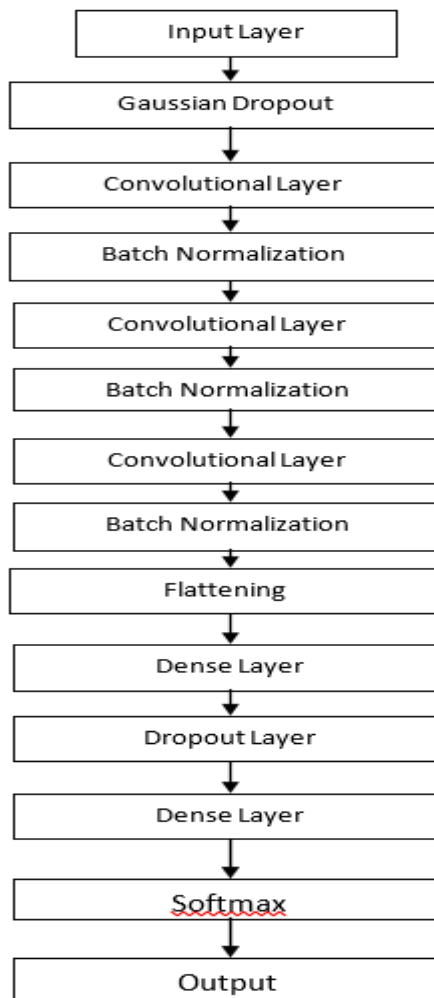 Input Layer
Gaussian Dropout
Convolutional Layer
Batch Normalization
Convolutional Layer
Batch Normalization
Convolutional Layer
Batch Normalization
Flattening
Dense Layer
Dropout Layer
Dense Layer
Softmax
Output